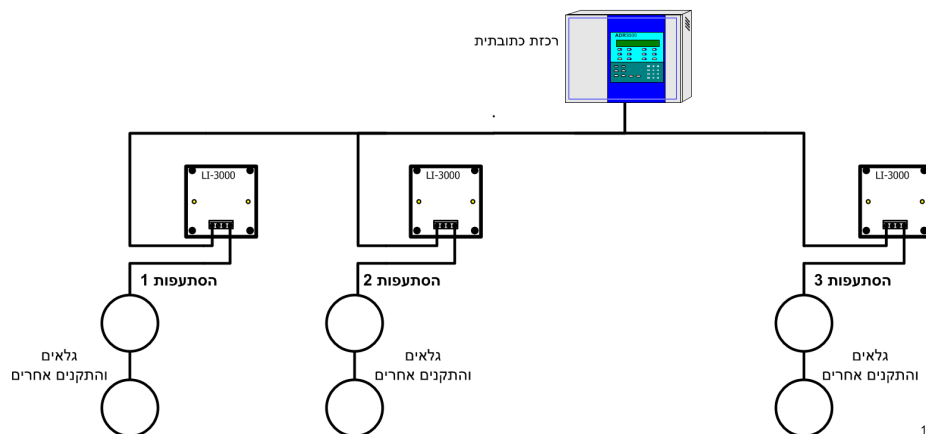 רכזת כתובתית
ADR3000
LI-3000
LI-3000
LI-3000
הסתעפות 1
הסתעפות 2
הסתעפות 3
גלאים
והתקנים אחרים
גלאים
והתקנים אחרים
גלאים
והתקנים אחרים
1